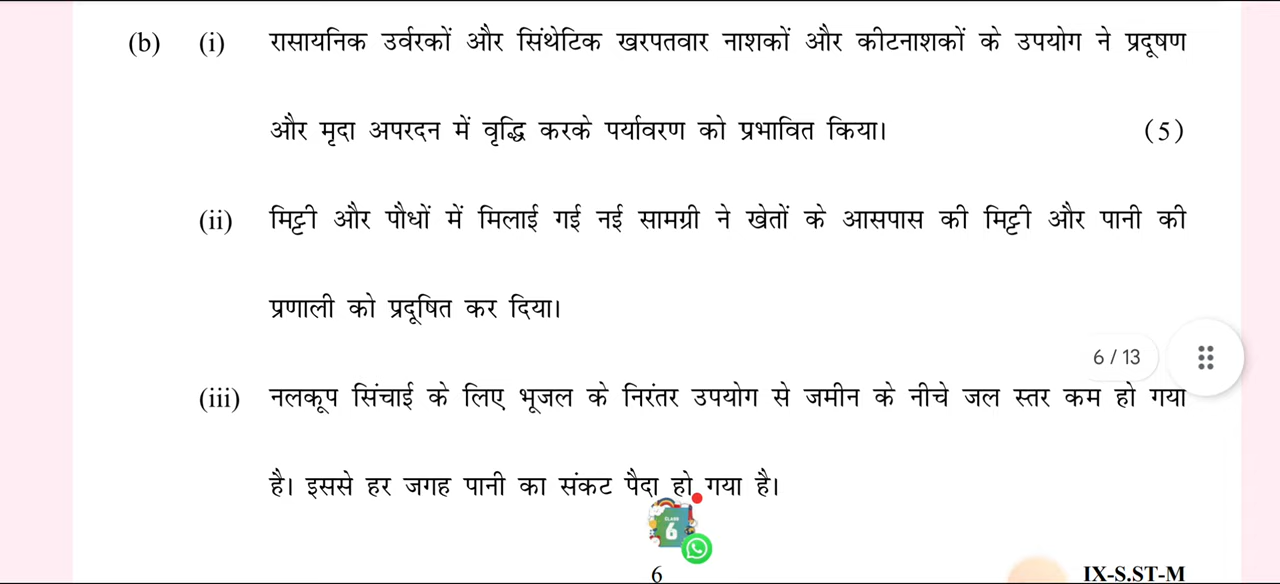 (b) (i) रासायनिक उर्वरकों और सिंथेटिक खरपतवार नाशकों और कीटनाशकों के उपयोग ने प्रदूषण
और मृदा अपरदन में वृद्धि करके पर्यावरण को प्रभावित किया। (5)
(ii) मिट्टी और पौधों में मिलाई गई नई सामग्री ने खेतों के आसपास की मिट्टी और पानी की
प्रणाली को प्रदूषित कर दिया।
6 / 13
(iii) नलकूप सिंचाई के लिए भूजल के निरंतर उपयोग से जमीन के नीचे जल स्तर कम हो गया
है। इससे हर जगह पानी का संकट पैदा हो गया है।
CLASS
6
6 IX-S.ST-M